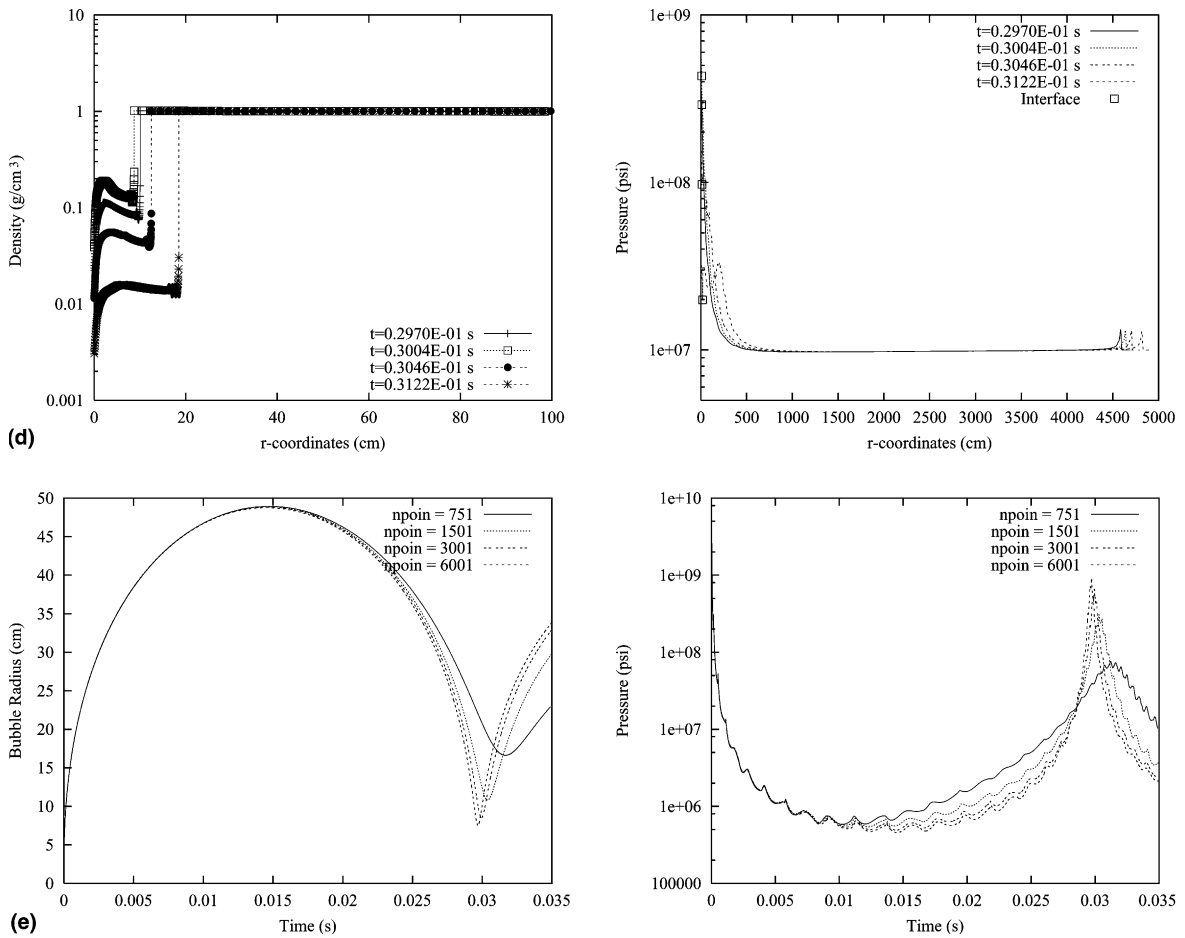 10
1
0.1
0.01
0.001
Density (g/cm 3)
t=0.2970E-01 s
t=0.3004E-01 s
t=0.3046E-01 s
t=0.3122E-01 s
0 20 40 60 80 100
r-coordinates (cm)
(d)
1e+09
1e+08
1e+07
Pressure (psi)
t=0.2970E-01 s
t=0.3004E-01 s
t=0.3046E-01 s
t=0.3122E-01 s
Interface
0 500 1000 1500 2000 2500 3000 3500 4000 4500 5000
r-coordinates (cm)
50
45
40
35
30
25
20
15
10
5
0
Bubble Radius (cm)
npoin = 751
npoin = 1501
npoin = 3001
npoin = 6001
0 0.005 0.01 0.015 0.02 0.025 0.03 0.035
Time (s)
(e)
1e+10
1e+09
1e+08
1e+07
1e+06
100000
Pressure (psi)
npoin = 751
npoin = 1501
npoin = 3001
npoin = 6001
0 0.005 0.01 0.015 0.02 0.025 0.03 0.035
Time (s)